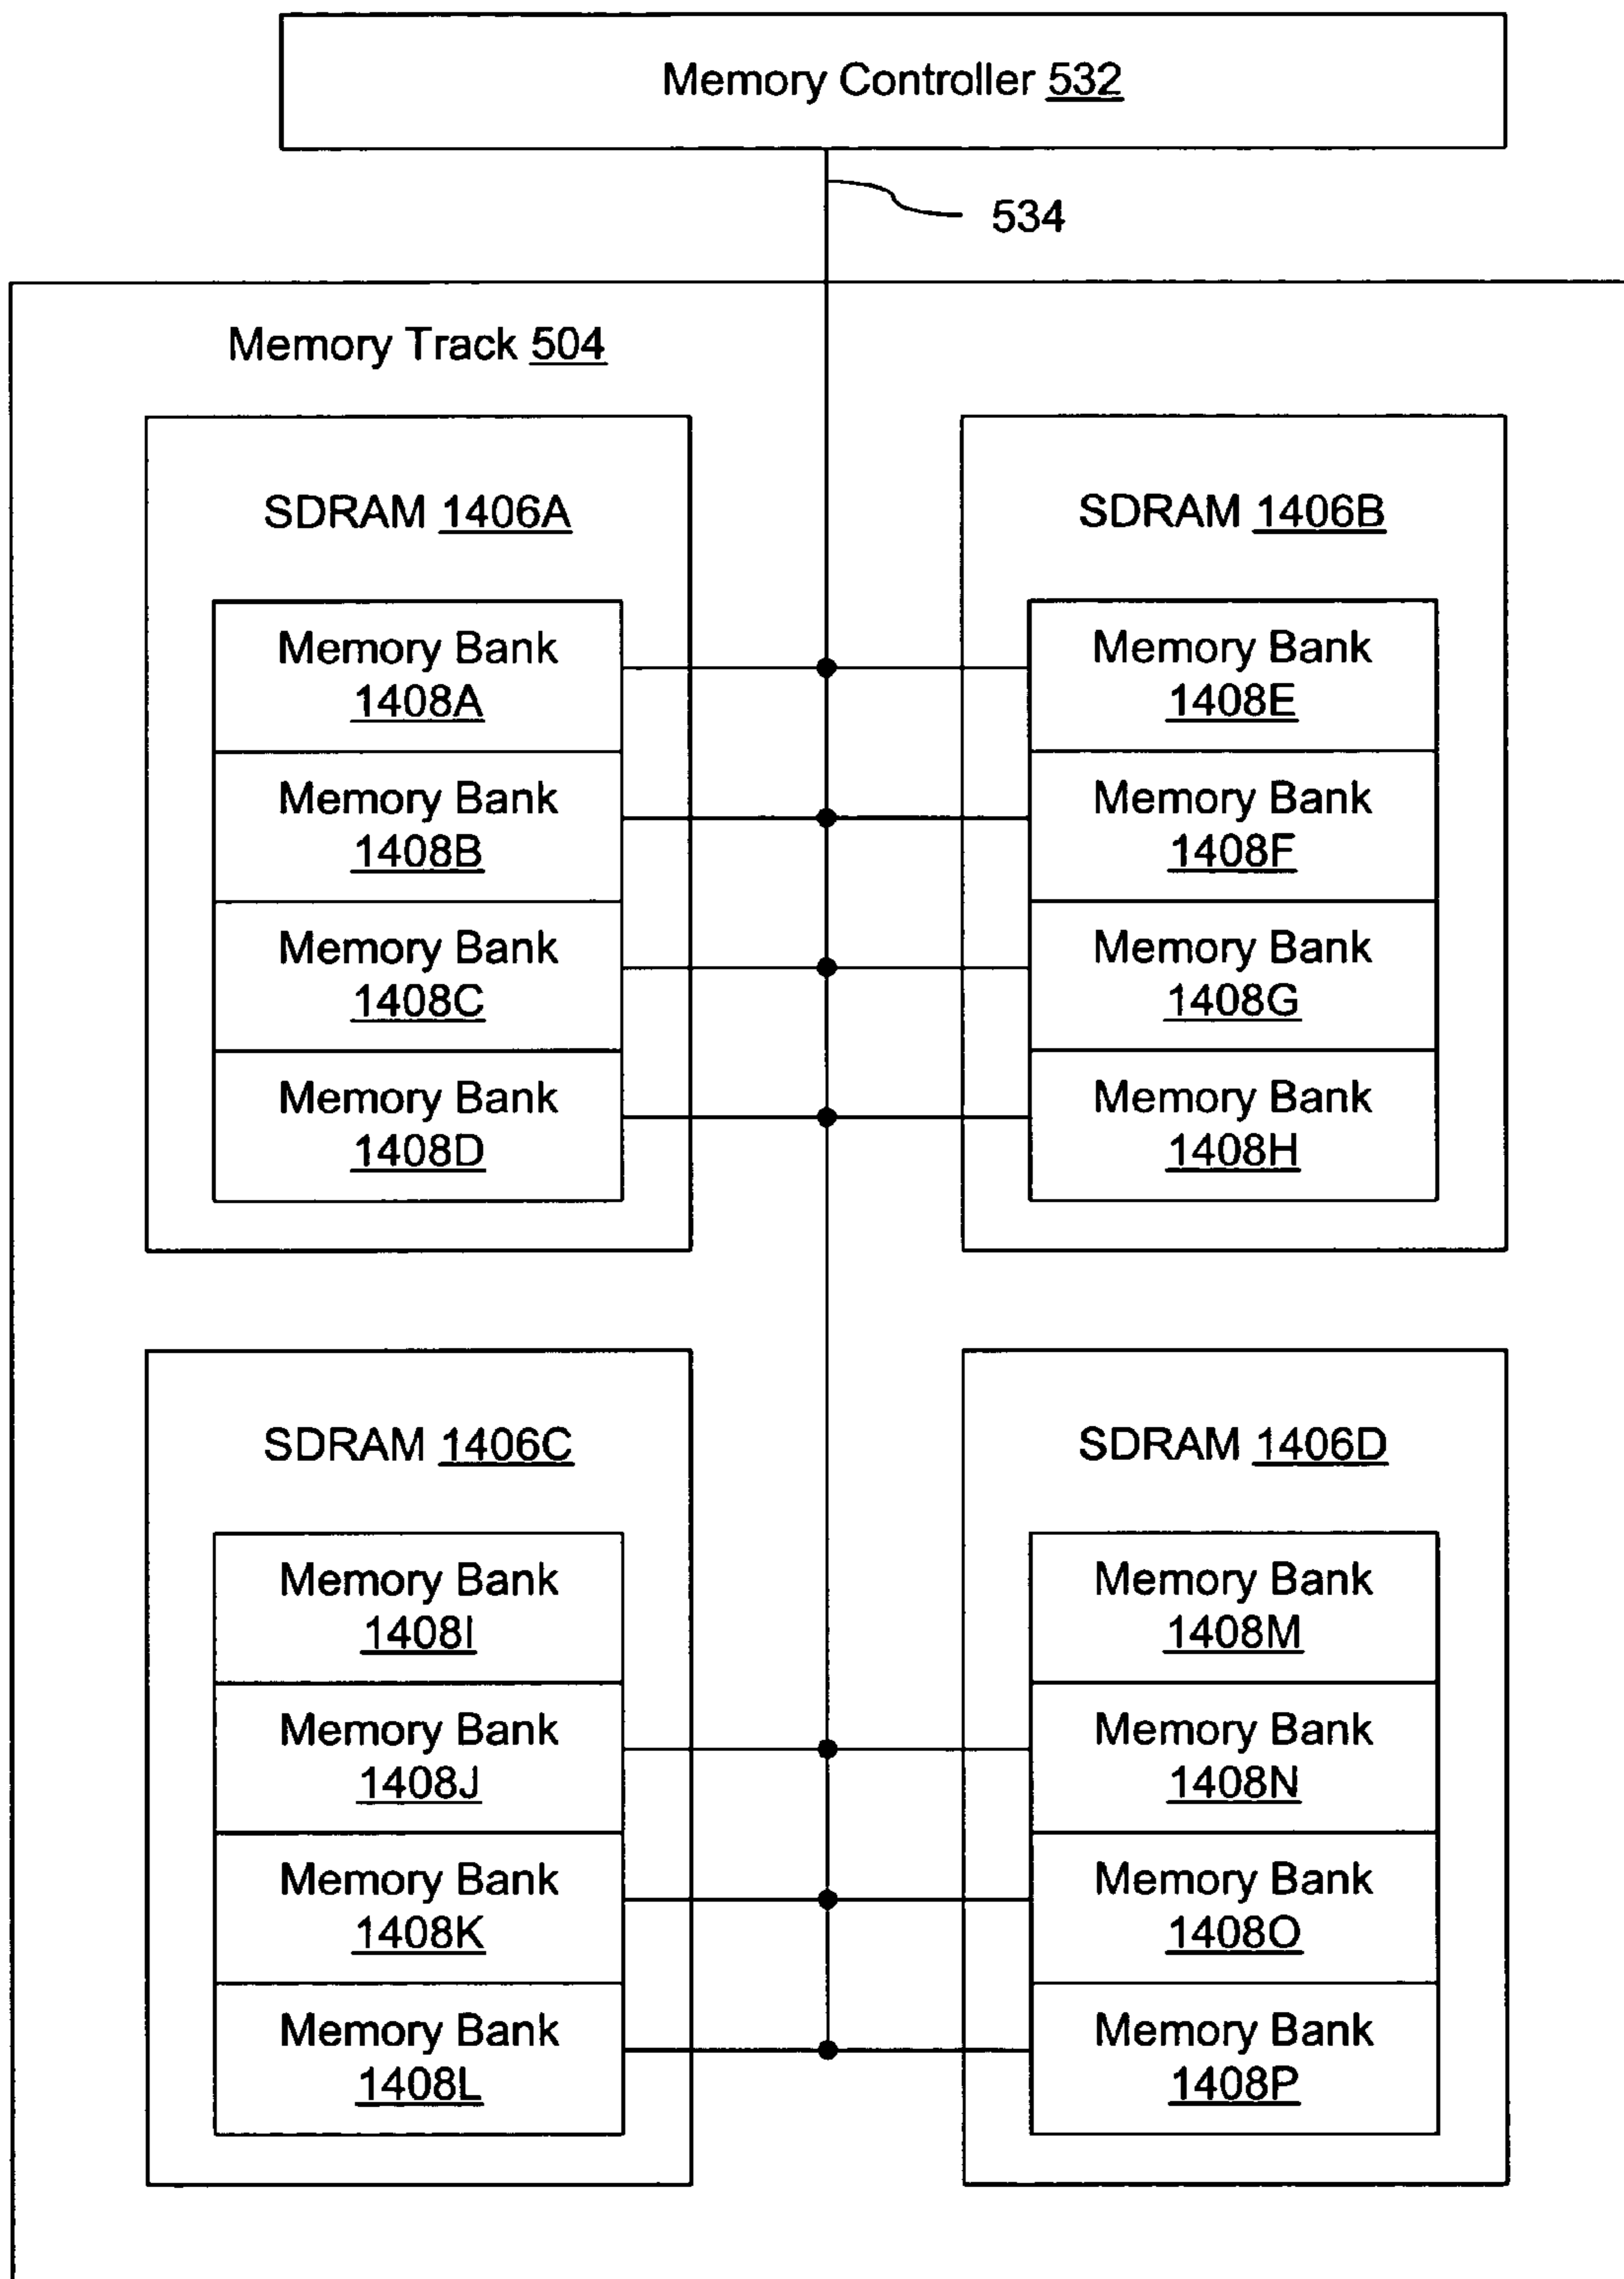 Memory Controller 532
534
Memory Track 504
SDRAM 1406A
Memory Bank
1408A
Memory Bank
1408B
Memory Bank
1408C
Memory Bank
1408D
SDRAM 1406B
Memory Bank
1408E
Memory Bank
1408F
Memory Bank
1408G
Memory Bank
1408H
SDRAM 1406C
Memory Bank
1408I
Memory Bank
1408J
Memory Bank
1408K
Memory Bank
1408L
SDRAM 1406D
Memory Bank
1408M
Memory Bank
1408N
Memory Bank
1408O
Memory Bank
1408P